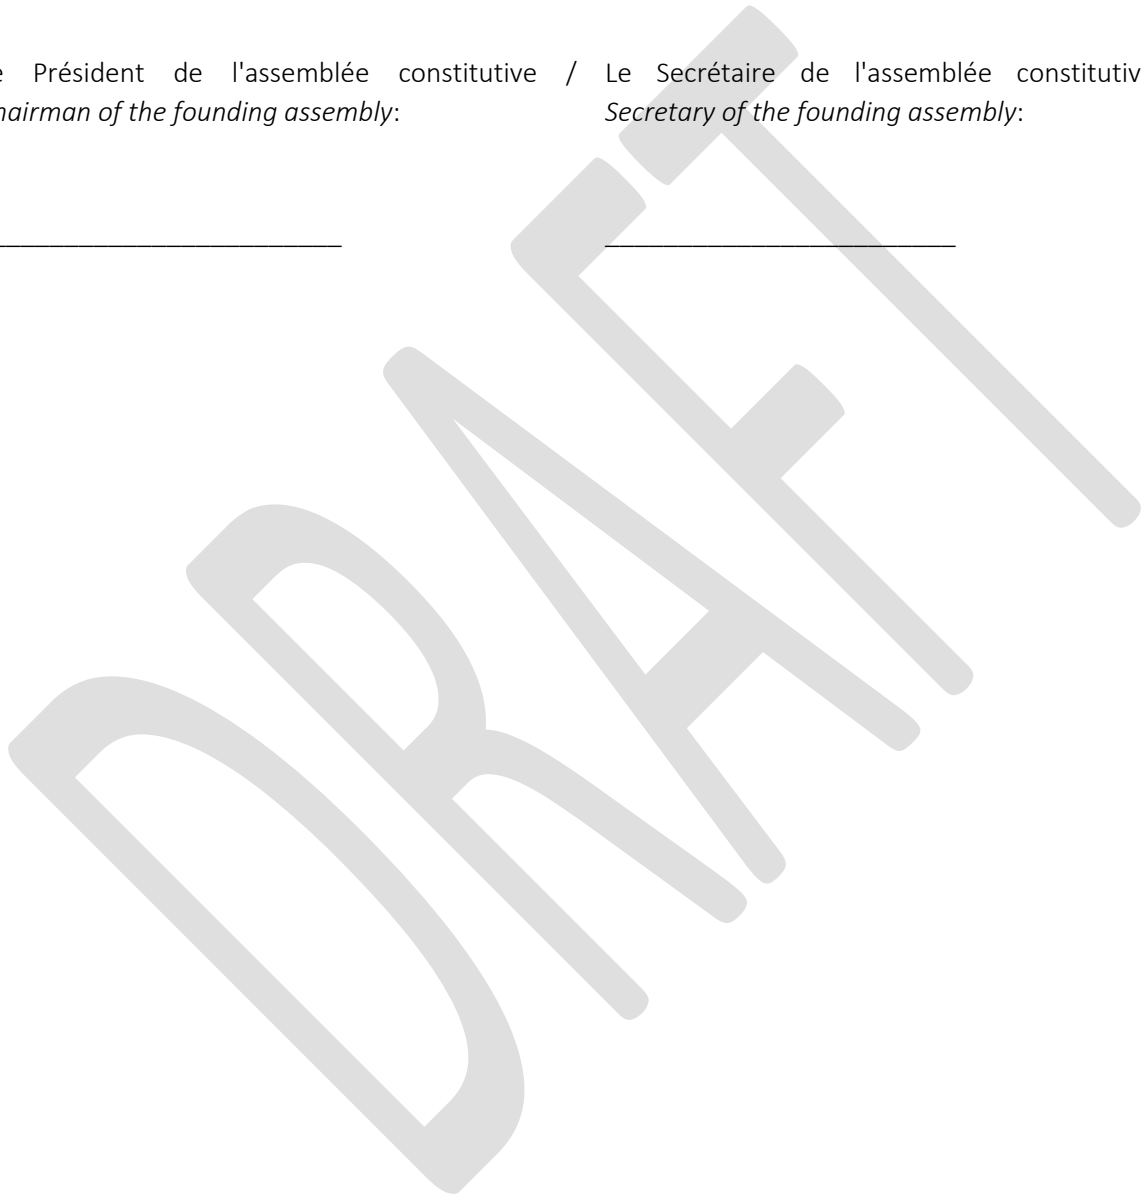 e Président de l'assemblée constitutive /
hairman of the founding assembly:
Le Secrétaire de l'assemblée constitutiv
Secretary of the founding assembly:
DRAFT